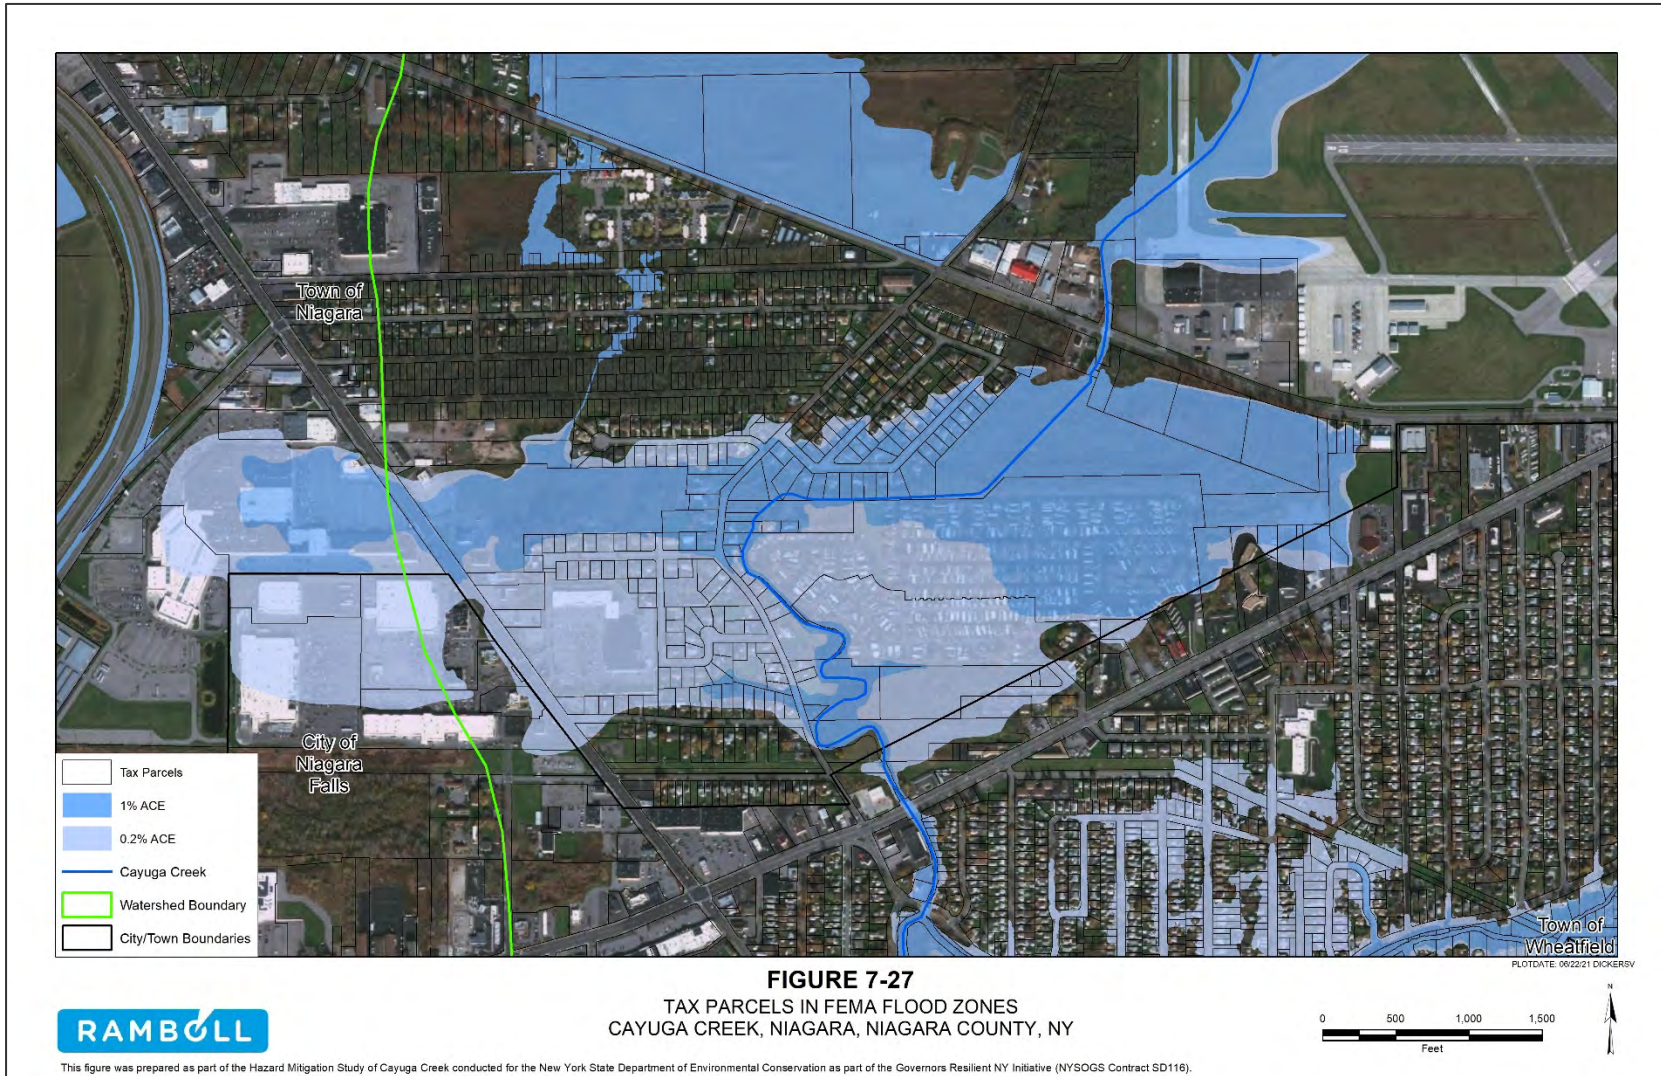 Town of
Niagara
City of
Niagara
Falls
Tax Parcels
1% ACE
0.2% ACE
Cayuga Creek
Watershed Boundary
City/Town Boundaries
Town of
Wheatfield
PLOTDATE: 06/22/21 DICKERSV
FIGURE 7-27
TAX PARCELS IN FEMA FLOOD ZONES
CAYUGA CREEK, NIAGARA, NIAGARA COUNTY, NY
RAMBOLL
N
0 500 1,000 1,500
Feet
This figure was prepared as part of the Hazard Mitigation Study of Cayuga Creek conducted for the New York State Department of Environmental Conservation as part of the Governors Resilient NY Initiative (NYSOGS Contract SD116).